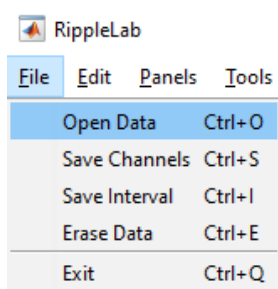 RippleLab
File Edit Panels Tools
Open Data Ctrl+O
Save Channels Ctrl+S
Save Interval Ctrl+I
Erase Data Ctrl+E
Exit Ctrl+Q